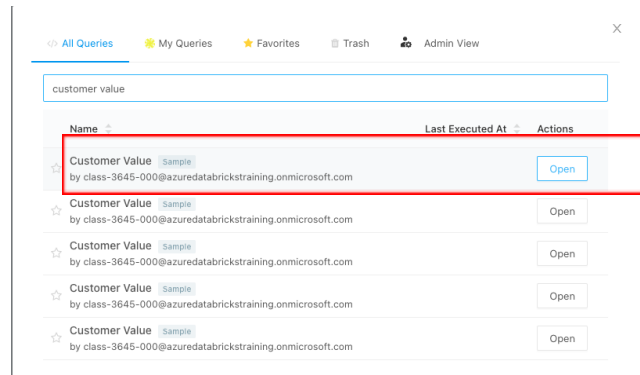 All Queries My Queries Favorites Trash Admin View
customer value
Name Last Executed At Actions
Customer Value Sample
by class-3645-000@azuredatabrickstraining.onmicrosoft.com
Open
Customer Value Sample
by class-3645-000@azuredatabrickstraining.onmicrosoft.com
Open
Customer Value Sample
by class-3645-000@azuredatabrickstraining.onmicrosoft.com
Open
Customer Value Sample
by class-3645-000@azuredatabrickstraining.onmicrosoft.com
Open
Customer Value Sample
by class-3645-000@azuredatabrickstraining.onmicrosoft.com
Open